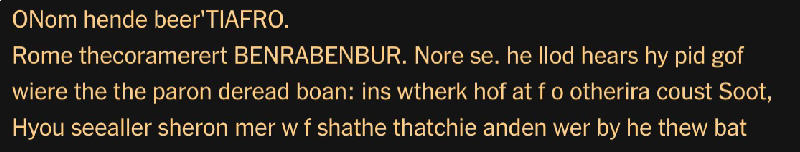 ONom hende beer'TIAFRO.
Rome thecoramerert BENRABENBUR. Nore se. he llod hears hy pid gof
wiere the the paron deread boan: ins wtherk hof at f o otherira coust Soot,
Hyou seealler sheron mer w f shathe thatchie anden wer by he thew bat